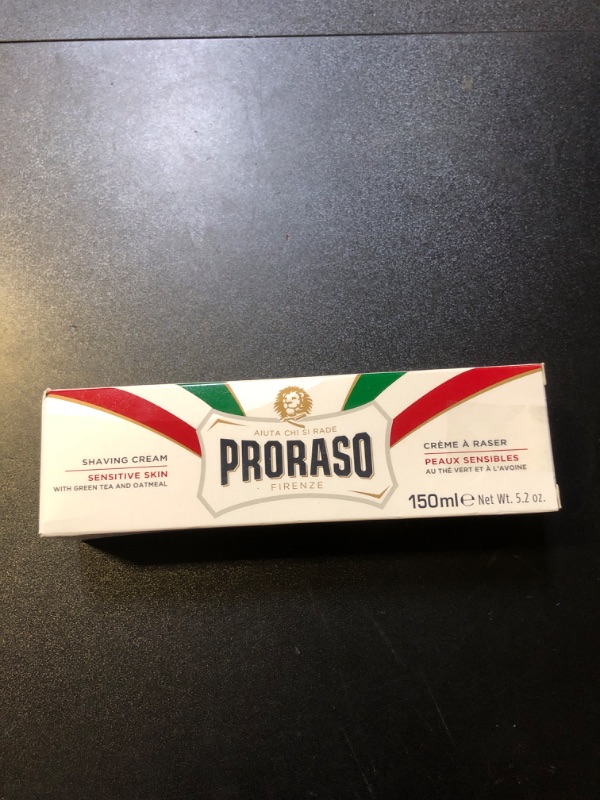 SHAVING CREAM
SENSITIVE SKIN
WITH GREEN TEA AND OATMEAL
AIUTA CHI SI RADE
PRORASO
· FIRENZE ·
CRÈME À RASER
PEAUX SENSIBLES
AU THÉ VERT ET À L'AVOINE
150ml℮ Net Wt. 5.2 oz.